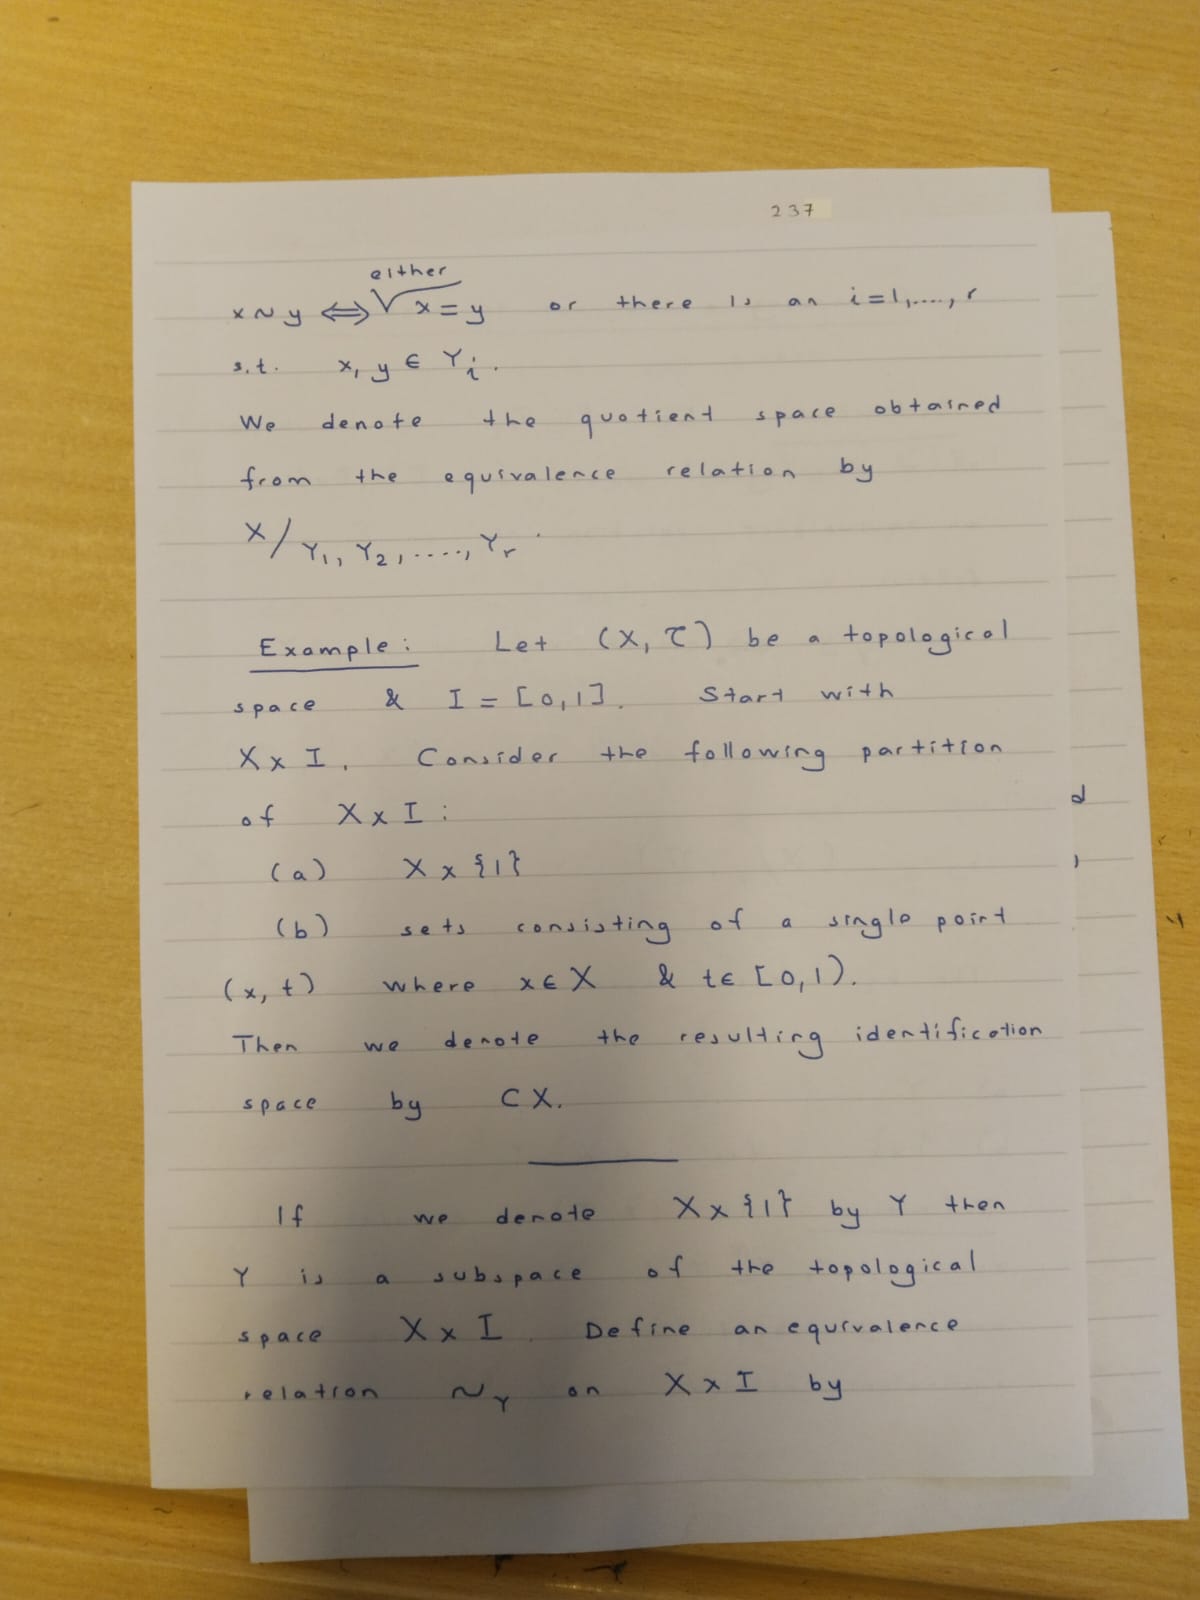 237
either
x ~ y ⟺ √ x = y or there is an i = 1,...., r
s.t. x, y ∈ Yi.
We denote the quotient space obtained
from the equivalence relation by
X/Y1, Y2, ....., Yr.
Example: Let (X, τ) be a topological
space & I = [0,1]. Start with
X x I. Consider the following partition
of X x I:
(a) X x {1}
(b) sets consisting of a single point
(x, t) where x ∈ X & t ∈ [0,1).
Then we denote the resulting identification
space by CX.
If we denote X x {1} by Y then
Y is a subspace of the topological
space X x I. Define an equivalence
relation ~Y on X x I by
d